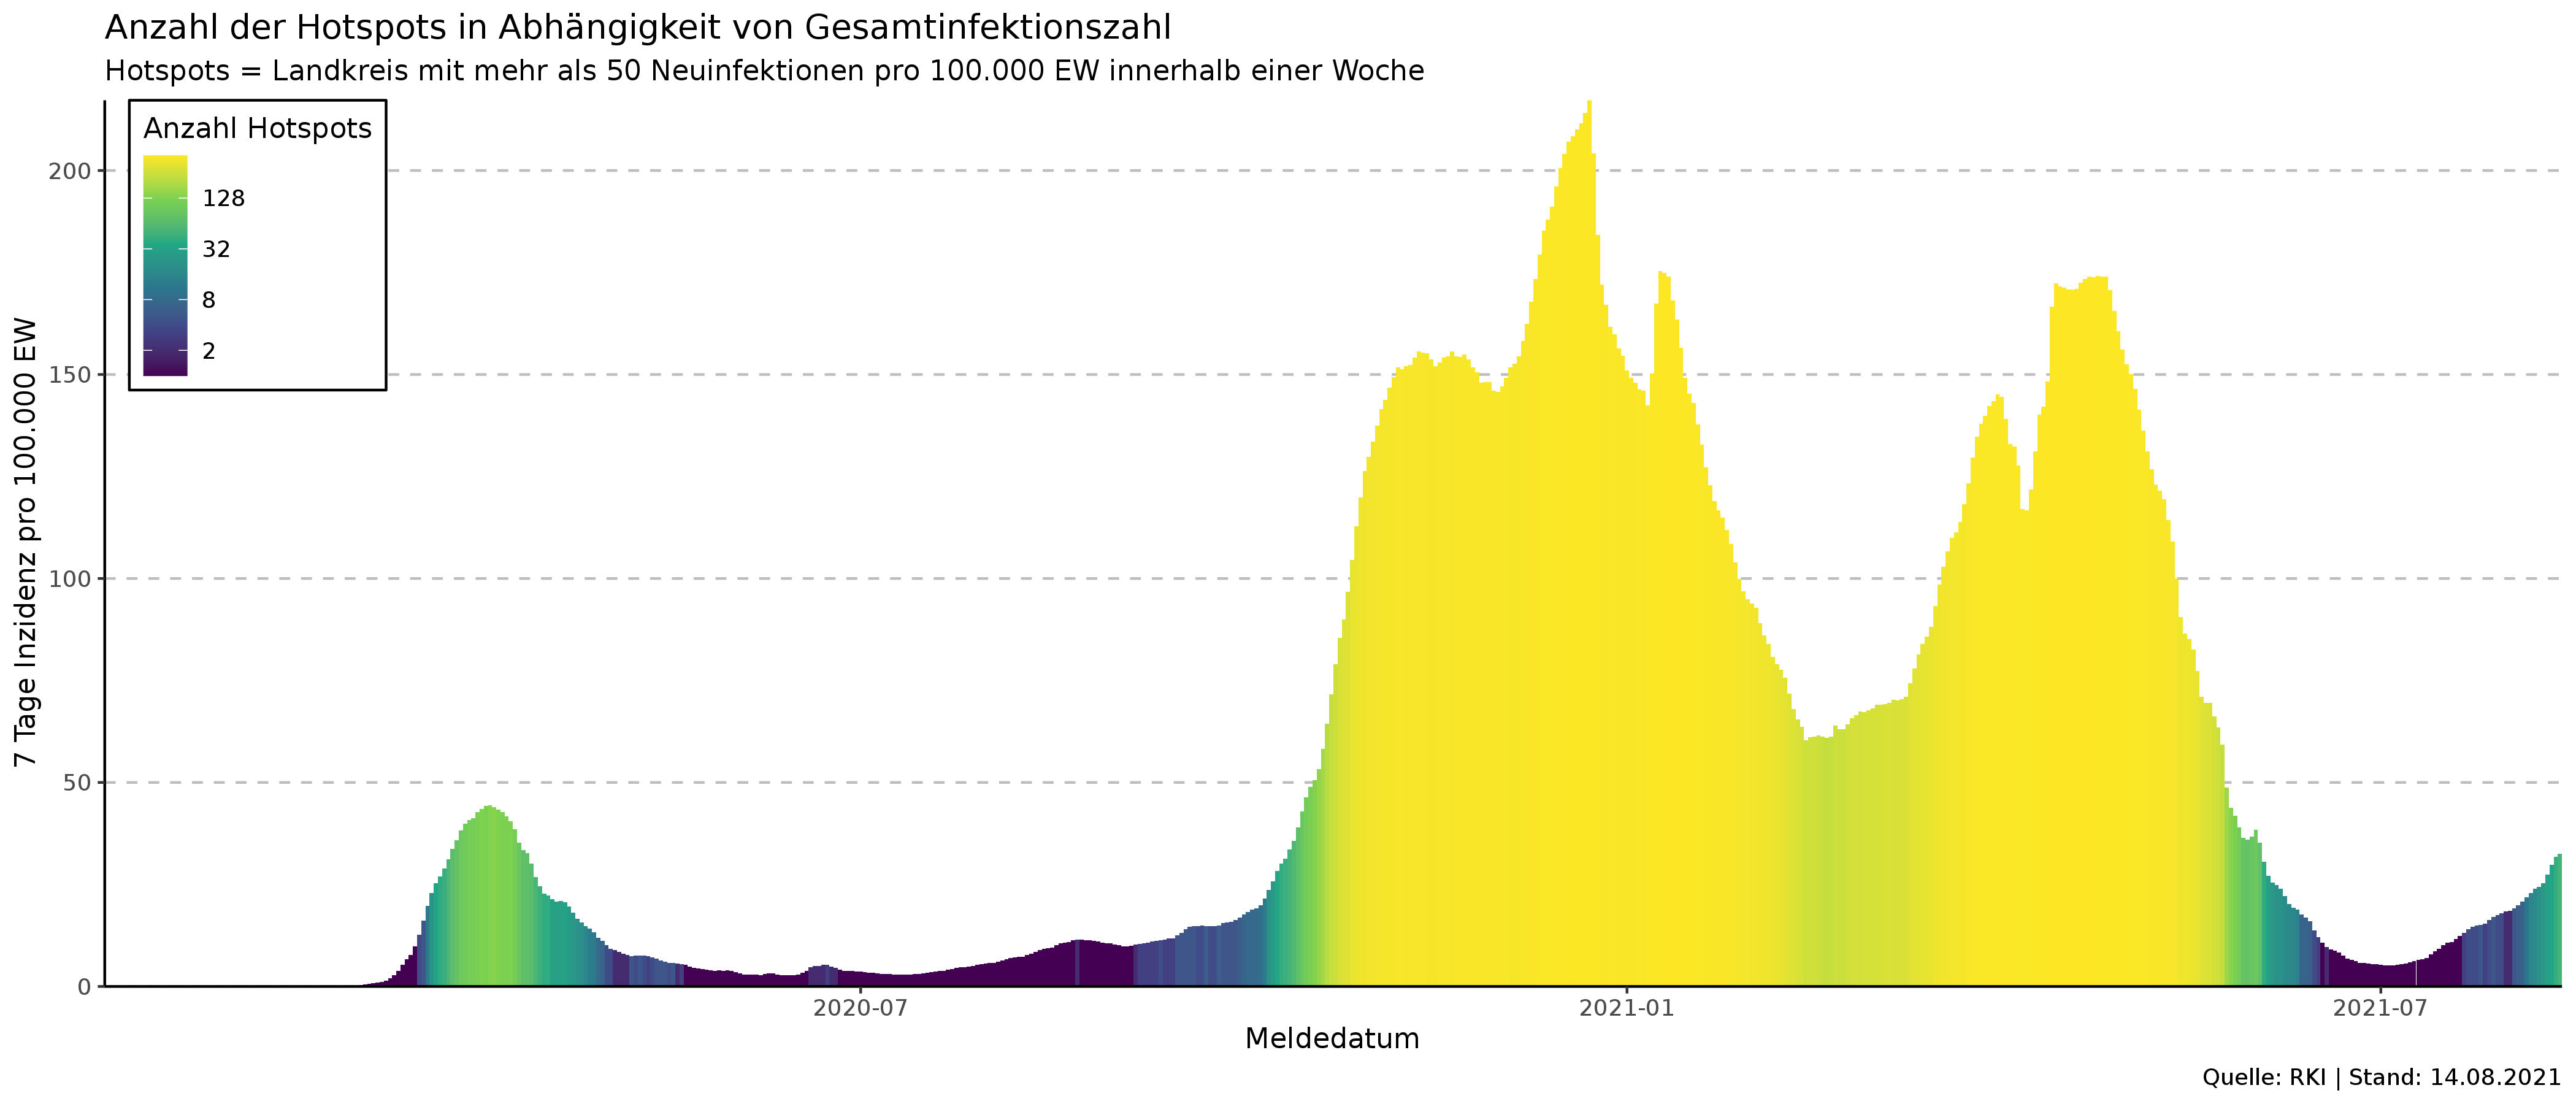 Anzahl der Hotspots in Abhängigkeit von Gesamtinfektionszahl
Hotspots = Landkreis mit mehr als 50 Neuinfektionen pro 100.000 EW innerhalb einer Woche
Anzahl Hotspots
128
32
8
2
7 Tage Inzidenz pro 100.000 EW
200
150
100
50
0
2020-07
2021-01
2021-07
Meldedatum
Quelle: RKI | Stand: 14.08.2021